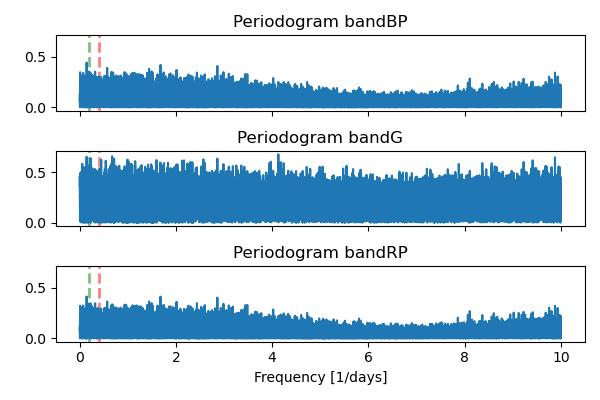 Periodogram bandBP
0.5
0.0
Periodogram bandG
0.5
0.0
Periodogram bandRP
0.5
0.0
0 2 4 6 8 10
Frequency [1/days]